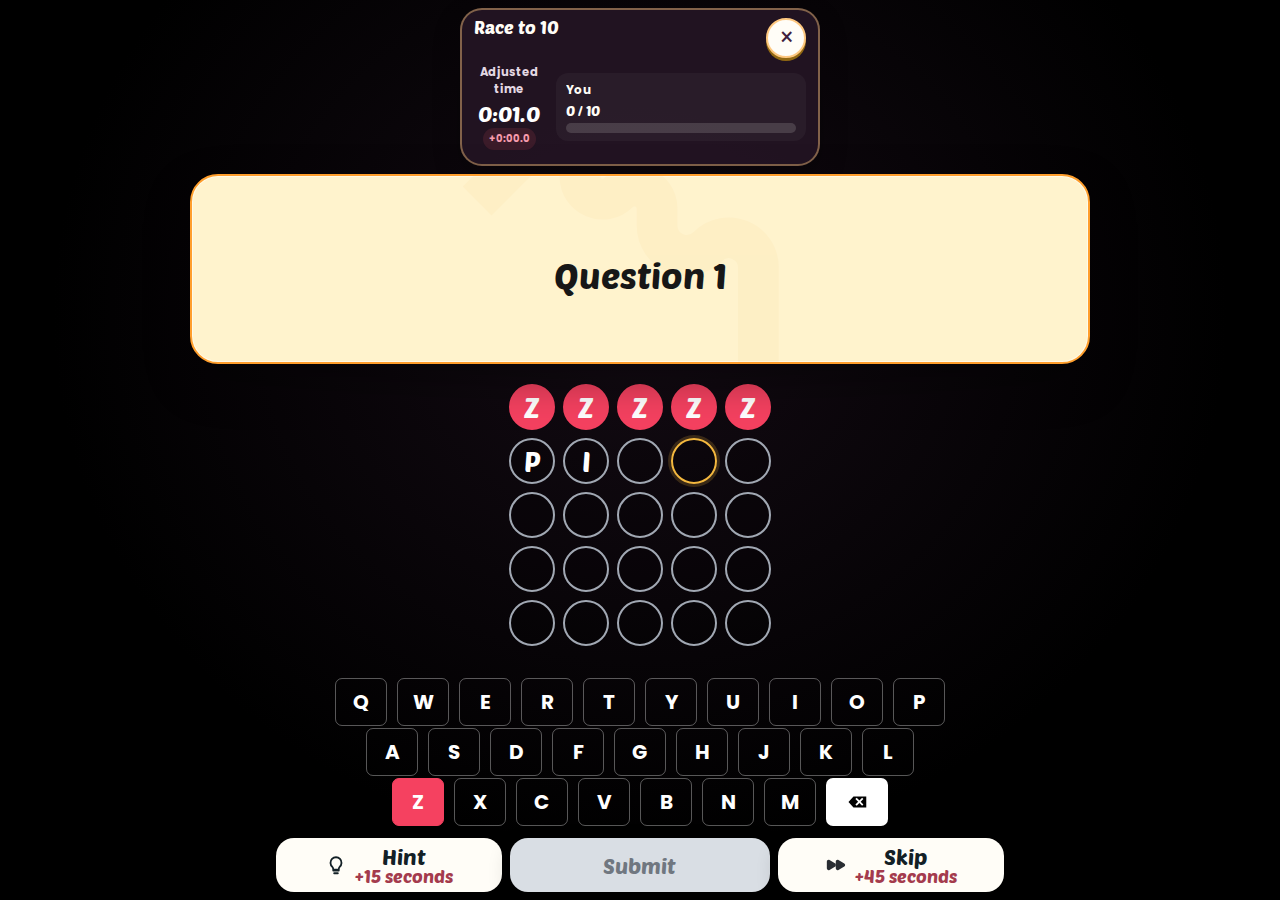 Race to 10
×
Adjusted time
0:01.0
+0:00.0
You
0 / 10
Question 1
Z Z Z Z Z
P I
Q W E R T Y U I O P
A S D F G H J K L
Z X C V B N M
Hint
+15 seconds
Submit
Skip
+45 seconds